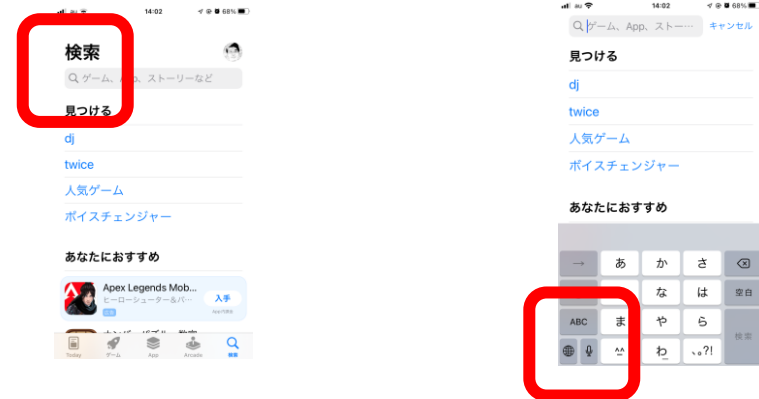 au
14:02
68%
検索
ゲーム、App、ストーリーなど
見つける
dj
twice
人気ゲーム
ボイスチェンジャー
あなたにおすすめ
Apex Legends Mob...
ヒーローシューター&バ…
入手
Today
ゲーム
App
Arcade
検索
au
14:02
68%
ゲーム、App、ストー… キャンセル
見つける
dj
twice
人気ゲーム
ボイスチェンジャー
あなたにおすすめ
→ あ か さ
な は 空白
ABC ま や ら 検索
^^ わ 、。?!